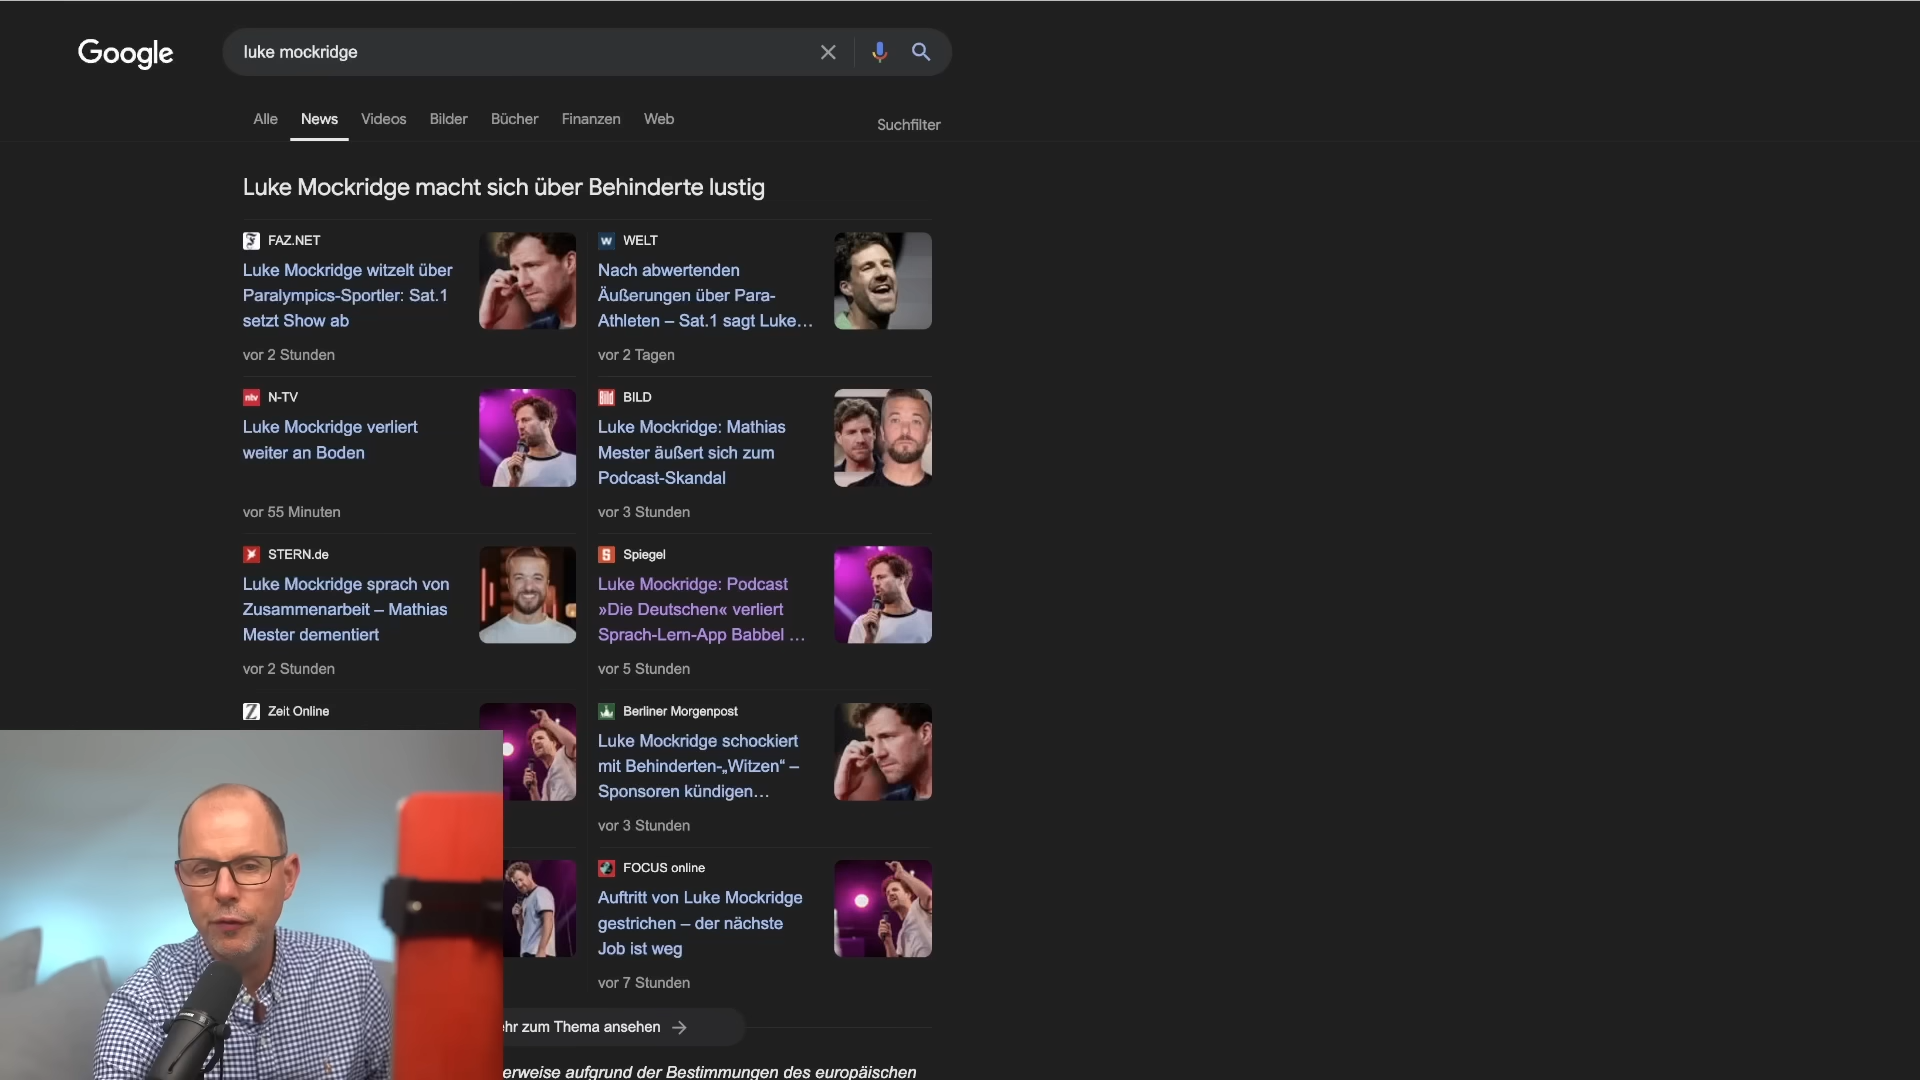 Google
luke mockridge
Alle News Videos Bilder Bücher Finanzen Web
Suchfilter
Luke Mockridge macht sich über Behinderte lustig
FAZ.NET
Luke Mockridge witzelt über
Paralympics-Sportler: Sat.1
setzt Show ab
vor 2 Stunden
WELT
Nach abwertenden
Äußerungen über Para-
Athleten – Sat.1 sagt Luke…
vor 2 Tagen
ntv
N-TV
Luke Mockridge verliert
weiter an Boden
vor 55 Minuten
Bild
BILD
Luke Mockridge: Mathias
Mester äußert sich zum
Podcast-Skandal
vor 3 Stunden
STERN.de
Luke Mockridge sprach von
Zusammenarbeit – Mathias
Mester dementiert
vor 2 Stunden
Spiegel
Luke Mockridge: Podcast
»Die Deutschen« verliert
Sprach-Lern-App Babbel …
vor 5 Stunden
Zeit Online
Berliner Morgenpost
Luke Mockridge schockiert
mit Behinderten-„Witzen“ –
Sponsoren kündigen…
vor 3 Stunden
FOCUS online
Auftritt von Luke Mockridge
gestrichen – der nächste
Job ist weg
vor 7 Stunden
ehr zum Thema ansehen
erweise aufgrund der Bestimmungen des europäischen